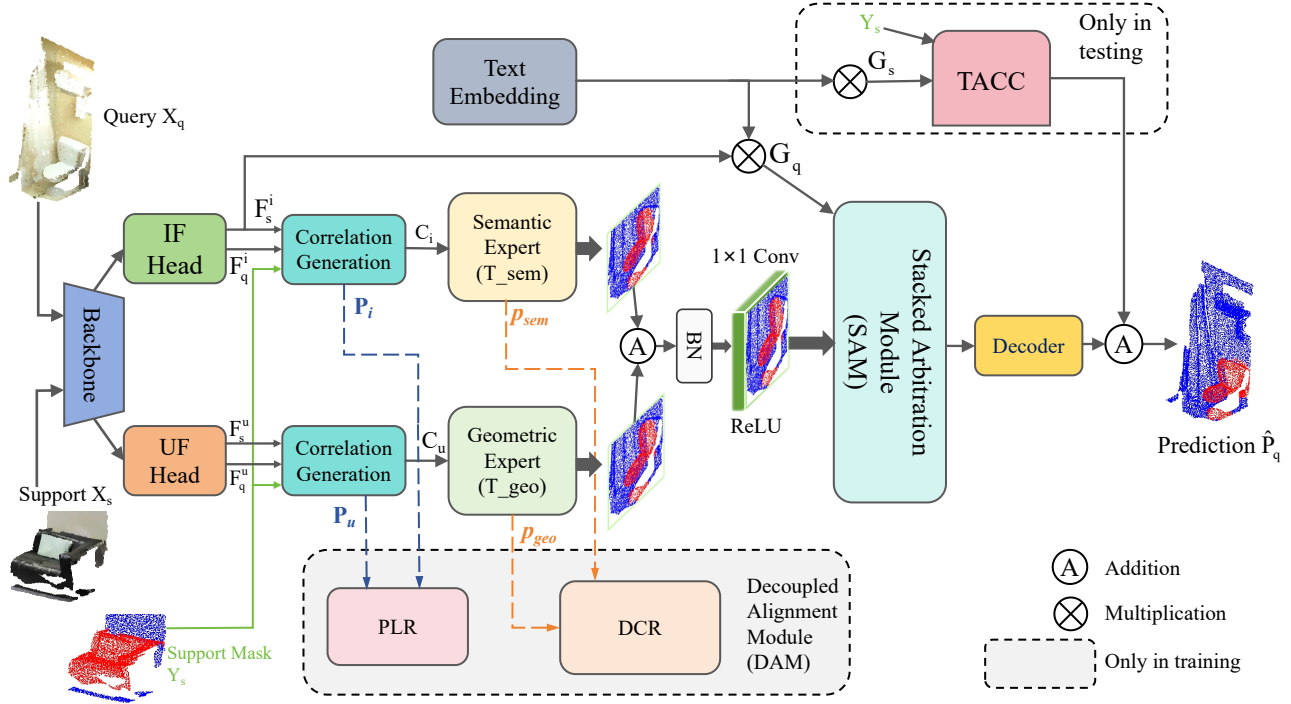 Y_s
Only in
testing
Text
Embedding
G_s
TACC
Query X_q
G_q
F_s^i
IF
Head
F_q^i
Correlation
Generation
C_i
Semantic
Expert
(T_sem)
1×1 Conv
P_i
p_sem
Backbone
A
BN
Stacked Arbitration
Module
(SAM)
Decoder
A
ReLU
UF
Head
F_s^u
F_q^u
Correlation
Generation
C_u
Geometric
Expert
(T_geo)
Prediction P̂_q
Support X_s
P_u
p_geo
PLR
DCR
Decoupled
Alignment
Module
(DAM)
Support Mask
Y_s
A Addition
Multiplication
Only in training